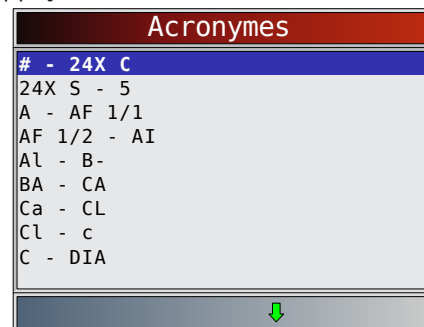 Acronymes
# - 24X C
24X S - 5
A - AF 1/1
AF 1/2 - AI
Al - B-
BA - CA
Ca - CL
Cl - c
C - DIA